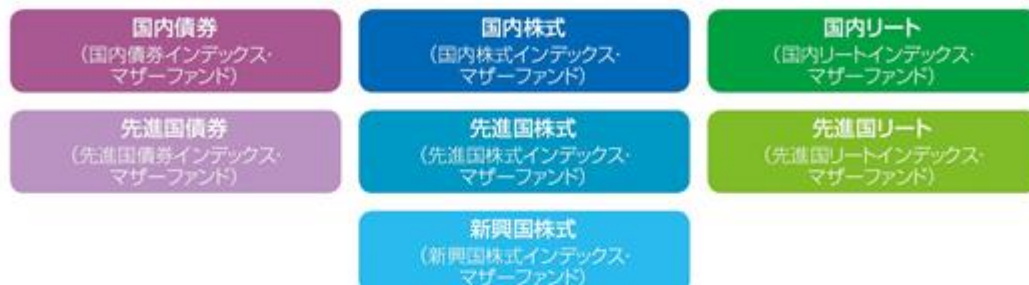 国内債券
(国内債券インデックス・
マザーファンド)
国内株式
(国内株式インデックス・
マザーファンド)
国内リート
(国内リートインデックス・
マザーファンド)
先進国債券
(先進国債券インデックス・
マザーファンド)
先進国株式
(先進国株式インデックス・
マザーファンド)
先進国リート
(先進国リートインデックス・
マザーファンド)
新興国株式
(新興国株式インデックス・
マザーファンド)